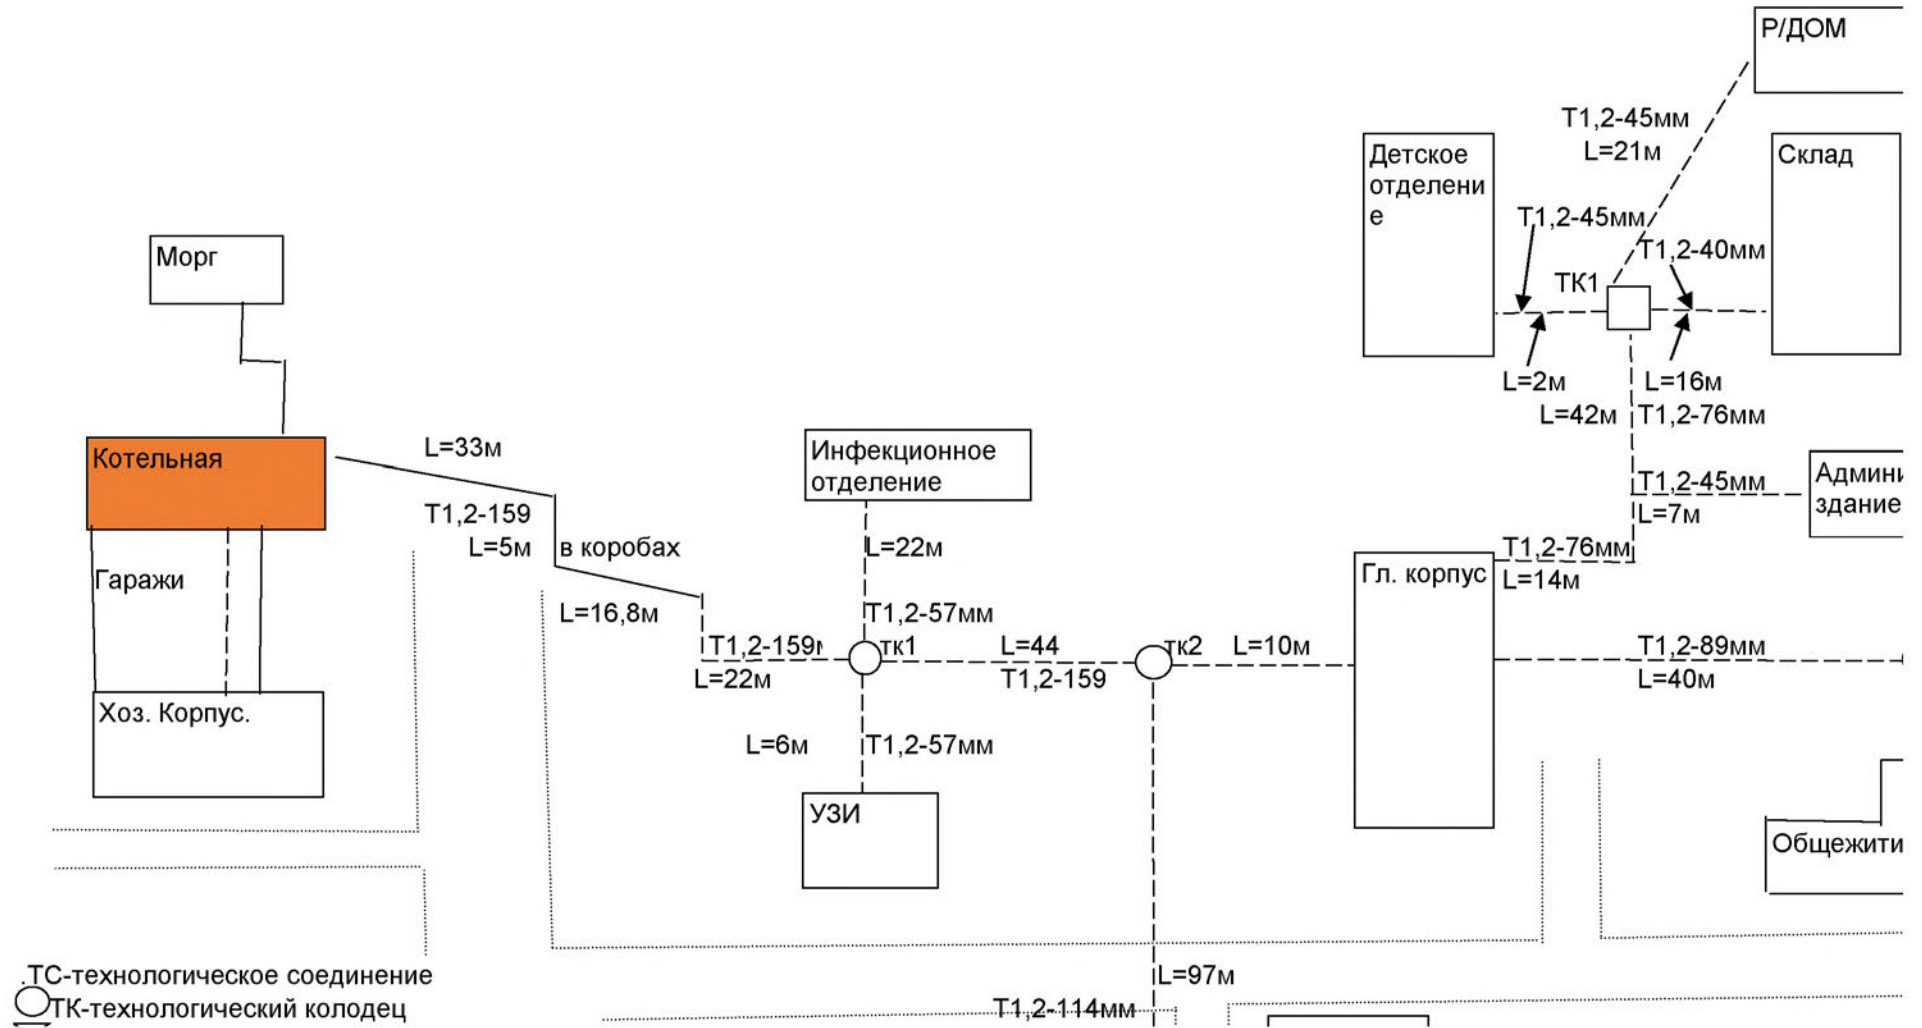 Р/ДОМ
Т1,2-45мм
L=21м
Детское
отделени
е
Склад
Т1,2-45мм
Т1,2-40мм
ТК1
Морг
L=2м
L=16м
L=42м
Т1,2-76мм
Котельная
L=33м
Инфекционное
отделение
Админи
здание
Т1,2-45мм
L=7м
Т1,2-159
L=5м
в коробах
L=22м
Т1,2-76мм
L=14м
Гл. корпус
Гаражи
L=16,8м
Т1,2-57мм
Т1,2-159м
L=22м
тк1
L=44
Т1,2-159
тк2
L=10м
Т1,2-89мм
L=40м
Хоз. Корпус.
L=6м
Т1,2-57мм
УЗИ
Общежити
L=97м
Т1,2-114мм
.ТС-технологическое соединение
ТК-технологический колодец